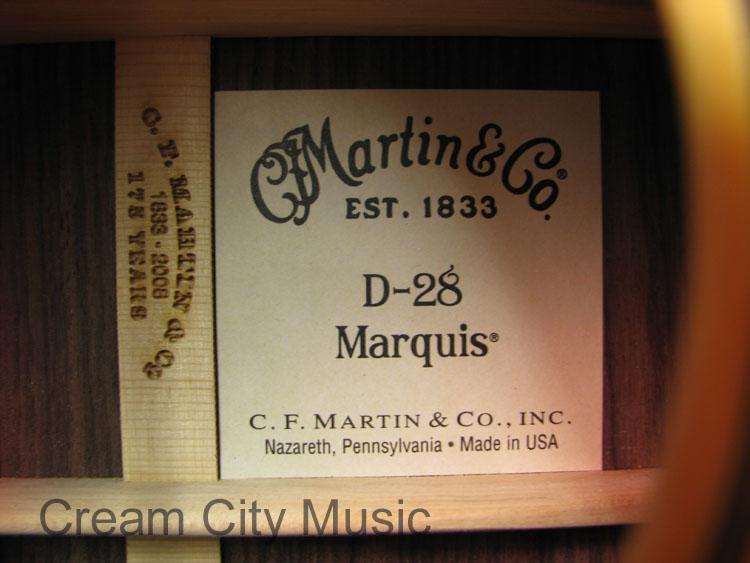 C. F. MARTIN & Co
1833 - 2008
175 YEARS
CF Martin & Co.®
EST. 1833
D-28
Marquis®
C. F. MARTIN & CO., INC.
Nazareth, Pennsylvania • Made in USA
Cream City Music